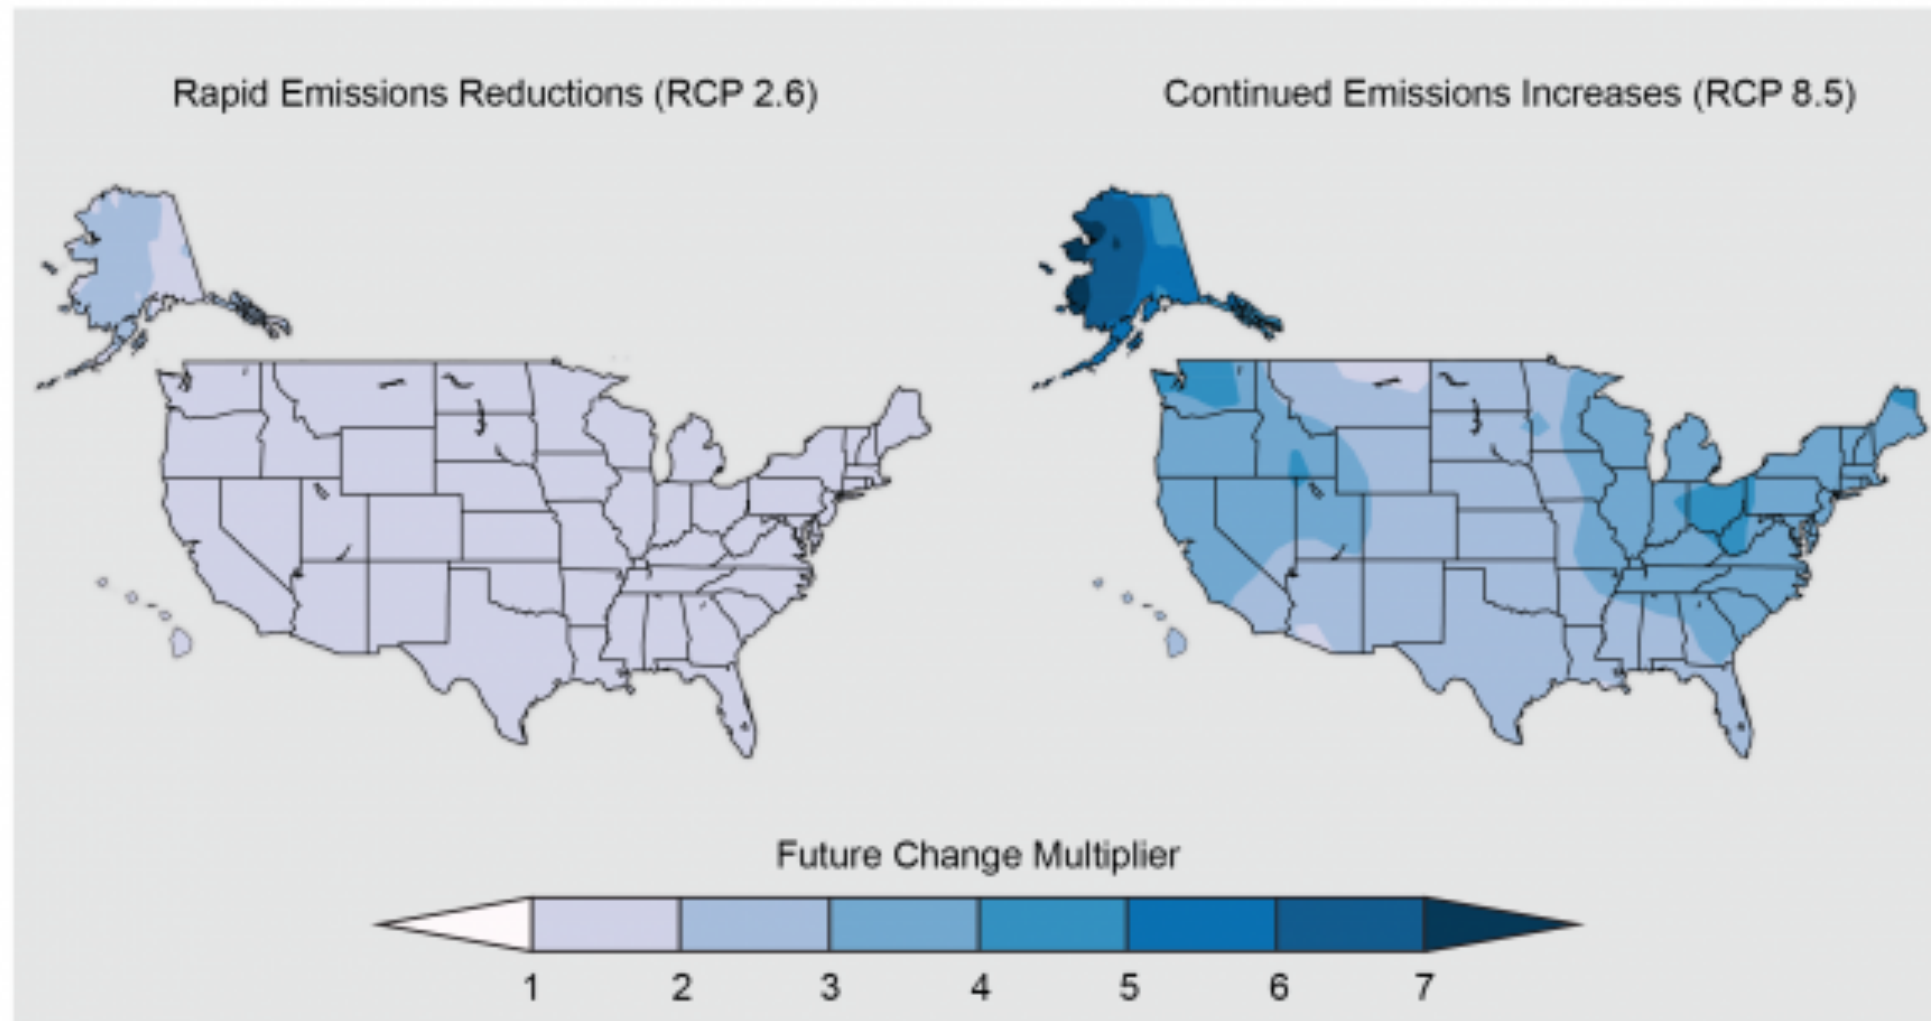 Rapid Emissions Reductions (RCP 2.6)
Continued Emissions Increases (RCP 8.5)
Future Change Multiplier
1 2 3 4 5 6 7